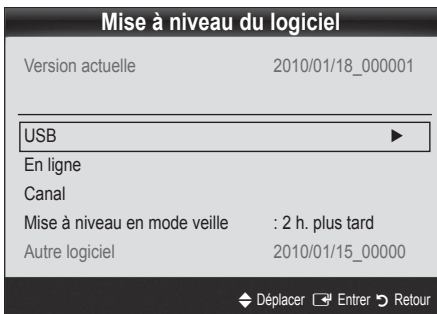 Mise à niveau du logiciel
Version actuelle 2010/01/18_000001
USB ►
En ligne
Canal
Mise à niveau en mode veille : 2 h. plus tard
Autre logiciel 2010/01/15_00000
Déplacer Entrer Retour